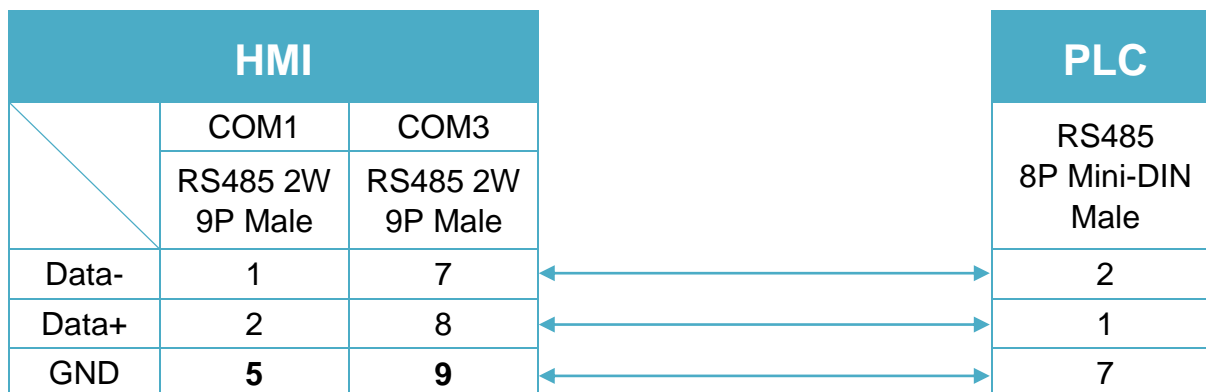 HMI
PLC
COM1 COM3
RS485
8P Mini-DIN
Male
RS485 2W
9P Male
RS485 2W
9P Male
Data- 1 7 2
Data+ 2 8 1
GND 5 9 7